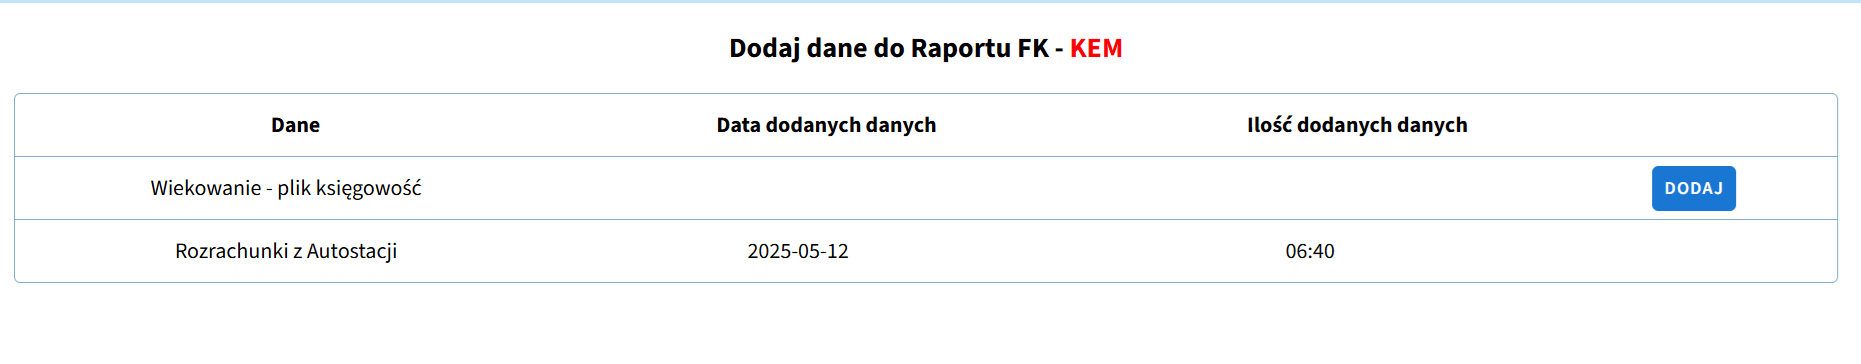 Dodaj dane do Raportu FK - KEM
Dane Data dodanych danych Ilość dodanych danych
Wiekowanie - plik księgowość DODAJ
Rozrachunki z Autostacji 2025-05-12 06:40